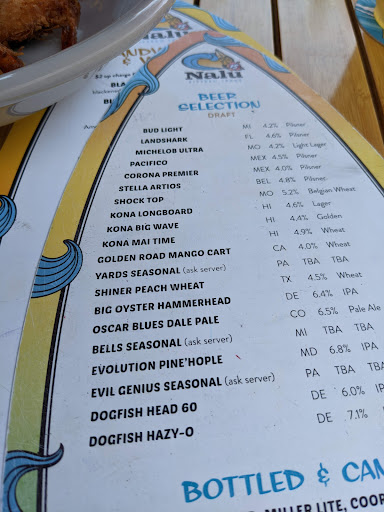 Nalu
BEER
SELECTION
DRAFT
BUD LIGHT MI 4.2% Pilsner
LANDSHARK FL 4.6% Pilsner
MICHELOB ULTRA MO 4.2% Light Lager
PACIFICO MEX 4.5% Pilsner
CORONA PREMIER MEX 4.0% Pilsner
STELLA ARTIOS BEL 4.8% Pilsner
SHOCK TOP MO 5.2% Belgian Wheat
KONA LONGBOARD HI 4.6% Lager
KONA BIG WAVE HI 4.4% Golden
KONA MAI TIME HI 4.9% Wheat
GOLDEN ROAD MANGO CART CA 4.0% Wheat
YARDS SEASONAL (ask server) PA TBA TBA
SHINER PEACH WHEAT TX 4.5% Wheat
BIG OYSTER HAMMERHEAD DE 6.4% IPA
OSCAR BLUES DALE PALE CO 6.5% Pale Ale
BELLS SEASONAL (ask server) MI TBA TBA
EVOLUTION PINE'HOPLE MD 6.8% IPA
EVIL GENIUS SEASONAL (ask server) PA TBA TBA
DOGFISH HEAD 60 DE 6.0% IPA
DOGFISH HAZY-O DE 7.1%
BOTTLED & CAN
MILLER LITE, COOR